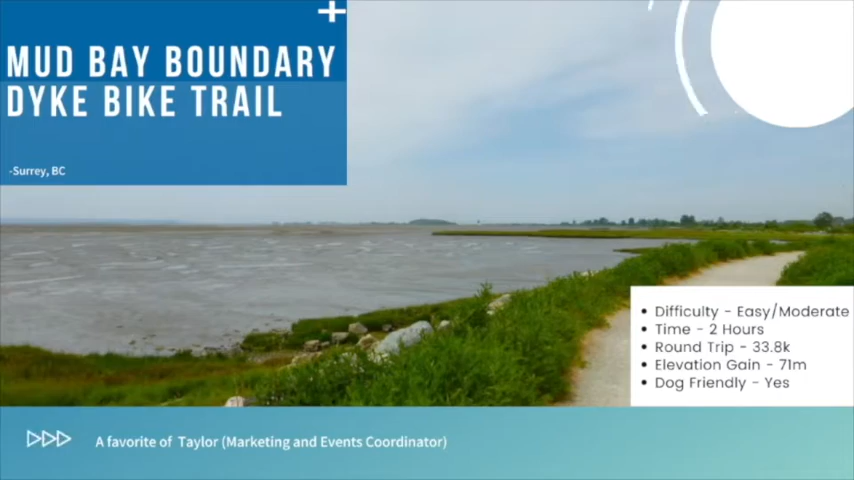 MUD BAY BOUNDARY
DYKE BIKE TRAIL
-Surrey, BC
• Difficulty - Easy/Moderate
• Time - 2 Hours
• Round Trip - 33.8k
• Elevation Gain - 71m
• Dog Friendly - Yes
A favorite of Taylor (Marketing and Events Coordinator)